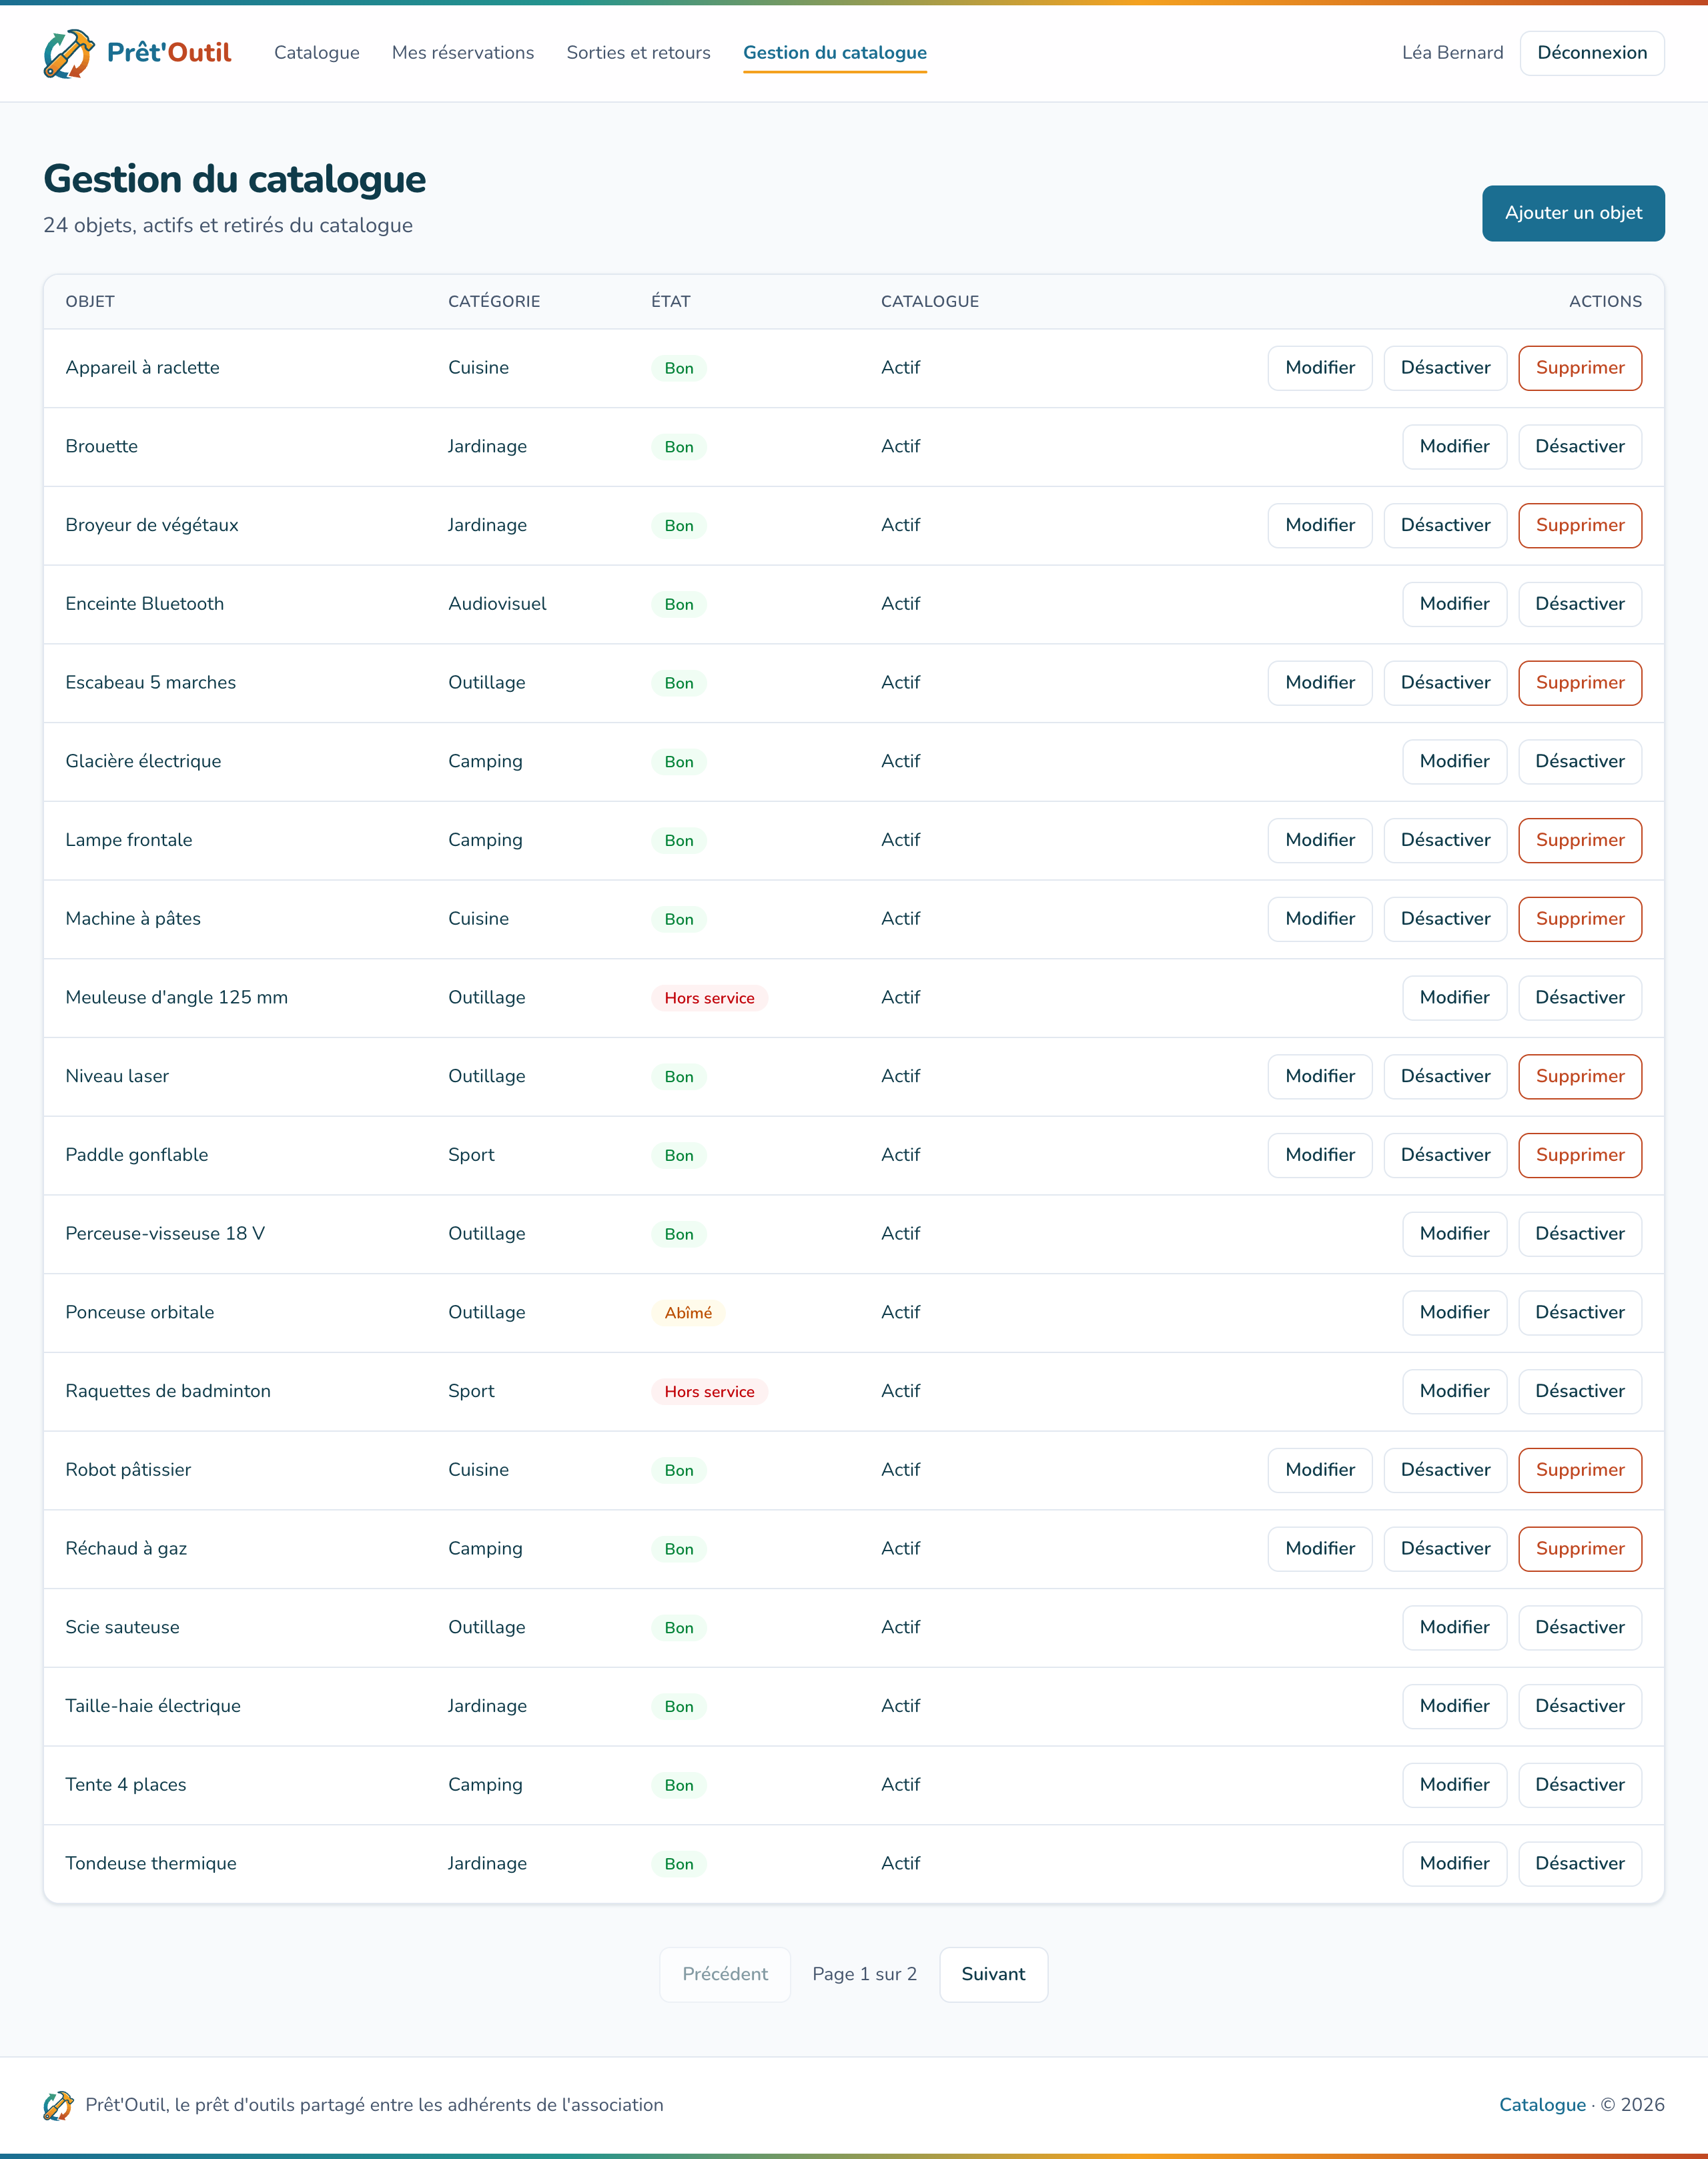 Prêt'Outil Catalogue Mes réservations Sorties et retours Gestion du catalogue Léa Bernard Déconnexion
Gestion du catalogue
24 objets, actifs et retirés du catalogue
Ajouter un objet
OBJET CATÉGORIE ÉTAT CATALOGUE ACTIONS
Appareil à raclette Cuisine Bon Actif Modifier Désactiver Supprimer
Brouette Jardinage Bon Actif Modifier Désactiver
Broyeur de végétaux Jardinage Bon Actif Modifier Désactiver Supprimer
Enceinte Bluetooth Audiovisuel Bon Actif Modifier Désactiver
Escabeau 5 marches Outillage Bon Actif Modifier Désactiver Supprimer
Glacière électrique Camping Bon Actif Modifier Désactiver
Lampe frontale Camping Bon Actif Modifier Désactiver Supprimer
Machine à pâtes Cuisine Bon Actif Modifier Désactiver Supprimer
Meuleuse d'angle 125 mm Outillage Hors service Actif Modifier Désactiver
Niveau laser Outillage Bon Actif Modifier Désactiver Supprimer
Paddle gonflable Sport Bon Actif Modifier Désactiver Supprimer
Perceuse-visseuse 18 V Outillage Bon Actif Modifier Désactiver
Ponceuse orbitale Outillage Abîmé Actif Modifier Désactiver
Raquettes de badminton Sport Hors service Actif Modifier Désactiver
Robot pâtissier Cuisine Bon Actif Modifier Désactiver Supprimer
Réchaud à gaz Camping Bon Actif Modifier Désactiver Supprimer
Scie sauteuse Outillage Bon Actif Modifier Désactiver
Taille-haie électrique Jardinage Bon Actif Modifier Désactiver
Tente 4 places Camping Bon Actif Modifier Désactiver
Tondeuse thermique Jardinage Bon Actif Modifier Désactiver
Précédent Page 1 sur 2 Suivant
Prêt'Outil, le prêt d'outils partagé entre les adhérents de l'association Catalogue · © 2026